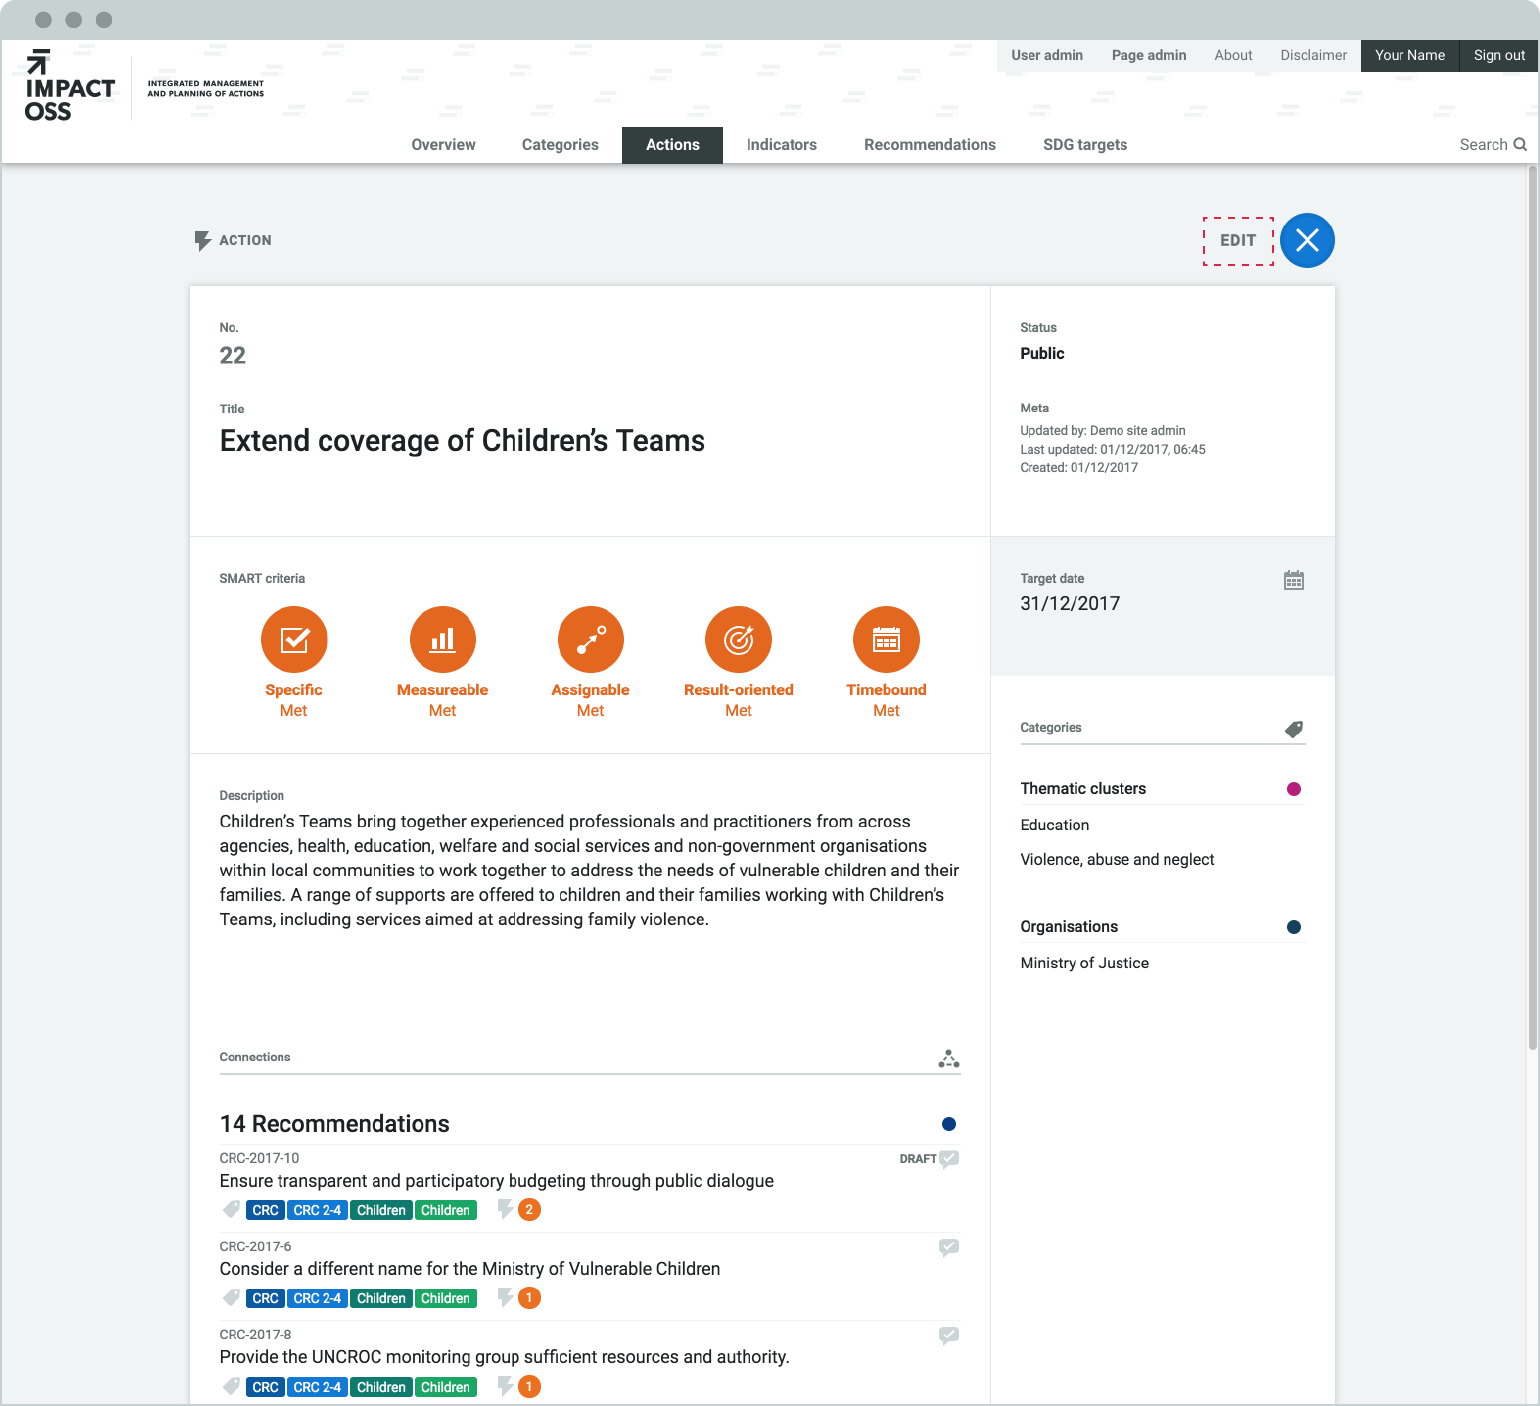 User admin Page admin About Disclaimer Your Name Sign out
IMPACT
OSS
INTEGRATED MANAGEMENT
AND PLANNING OF ACTIONS
Overview Categories Actions Indicators Recommendations SDG targets Search
ACTION
EDIT
No.
22
Title
Extend coverage of Children’s Teams
Status
Public
Meta
Updated by: Demo site admin
Last updated: 01/12/2017, 06:45
Created: 01/12/2017
SMART criteria
Specific Measureable Assignable Result-oriented Timebound
Met Met Met Met Met
Target date
31/12/2017
Description
Children’s Teams bring together experienced professionals and practitioners from across
agencies, health, education, welfare and social services and non-government organisations
within local communities to work together to address the needs of vulnerable children and their
families. A range of supports are offered to children and their families working with Children’s
Teams, including services aimed at addressing family violence.
Categories
Thematic clusters
Education
Violence, abuse and neglect
Organisations
Ministry of Justice
Connections
14 Recommendations
CRC-2017-10 DRAFT
Ensure transparent and participatory budgeting through public dialogue
CRC CRC 2-4 Children Children 2
CRC-2017-6
Consider a different name for the Ministry of Vulnerable Children
CRC CRC 2-4 Children Children 1
CRC-2017-8
Provide the UNCROC monitoring group sufficient resources and authority.
CRC CRC 2-4 Children Children 1